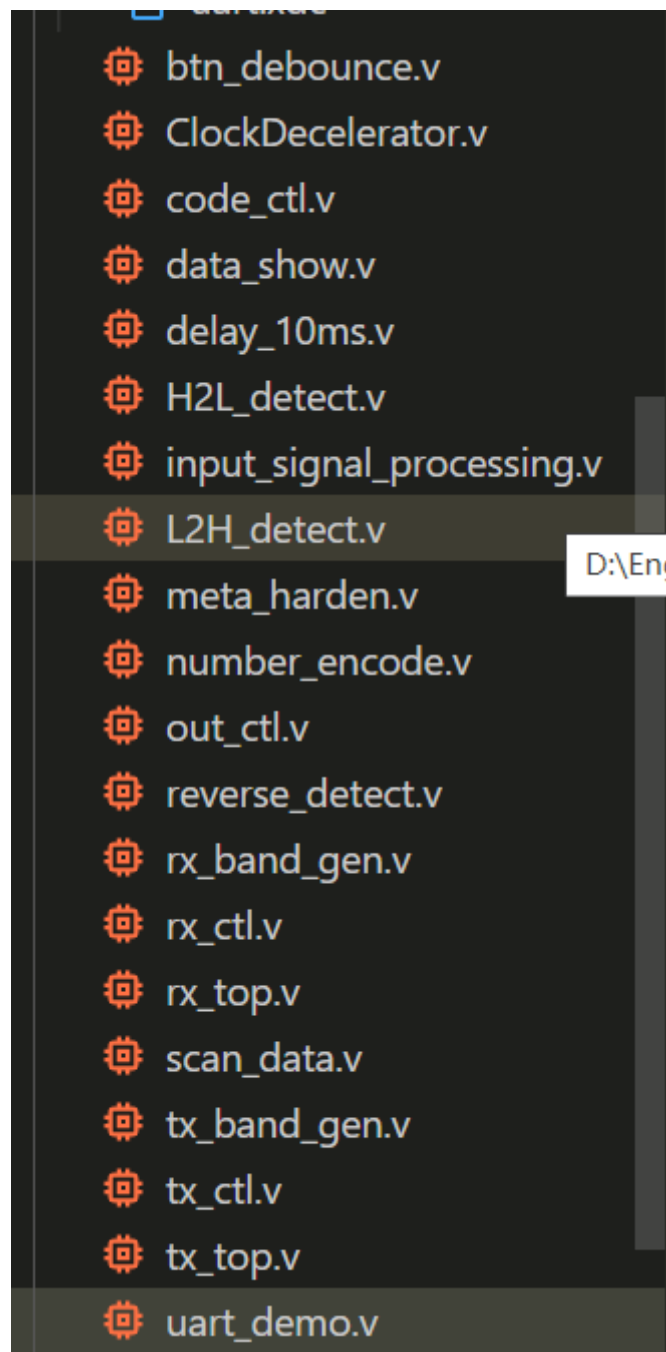 btn_debounce.v
ClockDecelerator.v
code_ctl.v
data_show.v
delay_10ms.v
H2L_detect.v
input_signal_processing.v
L2H_detect.v
D:\Eng
meta_harden.v
number_encode.v
out_ctl.v
reverse_detect.v
rx_band_gen.v
rx_ctl.v
rx_top.v
scan_data.v
tx_band_gen.v
tx_ctl.v
tx_top.v
uart_demo.v